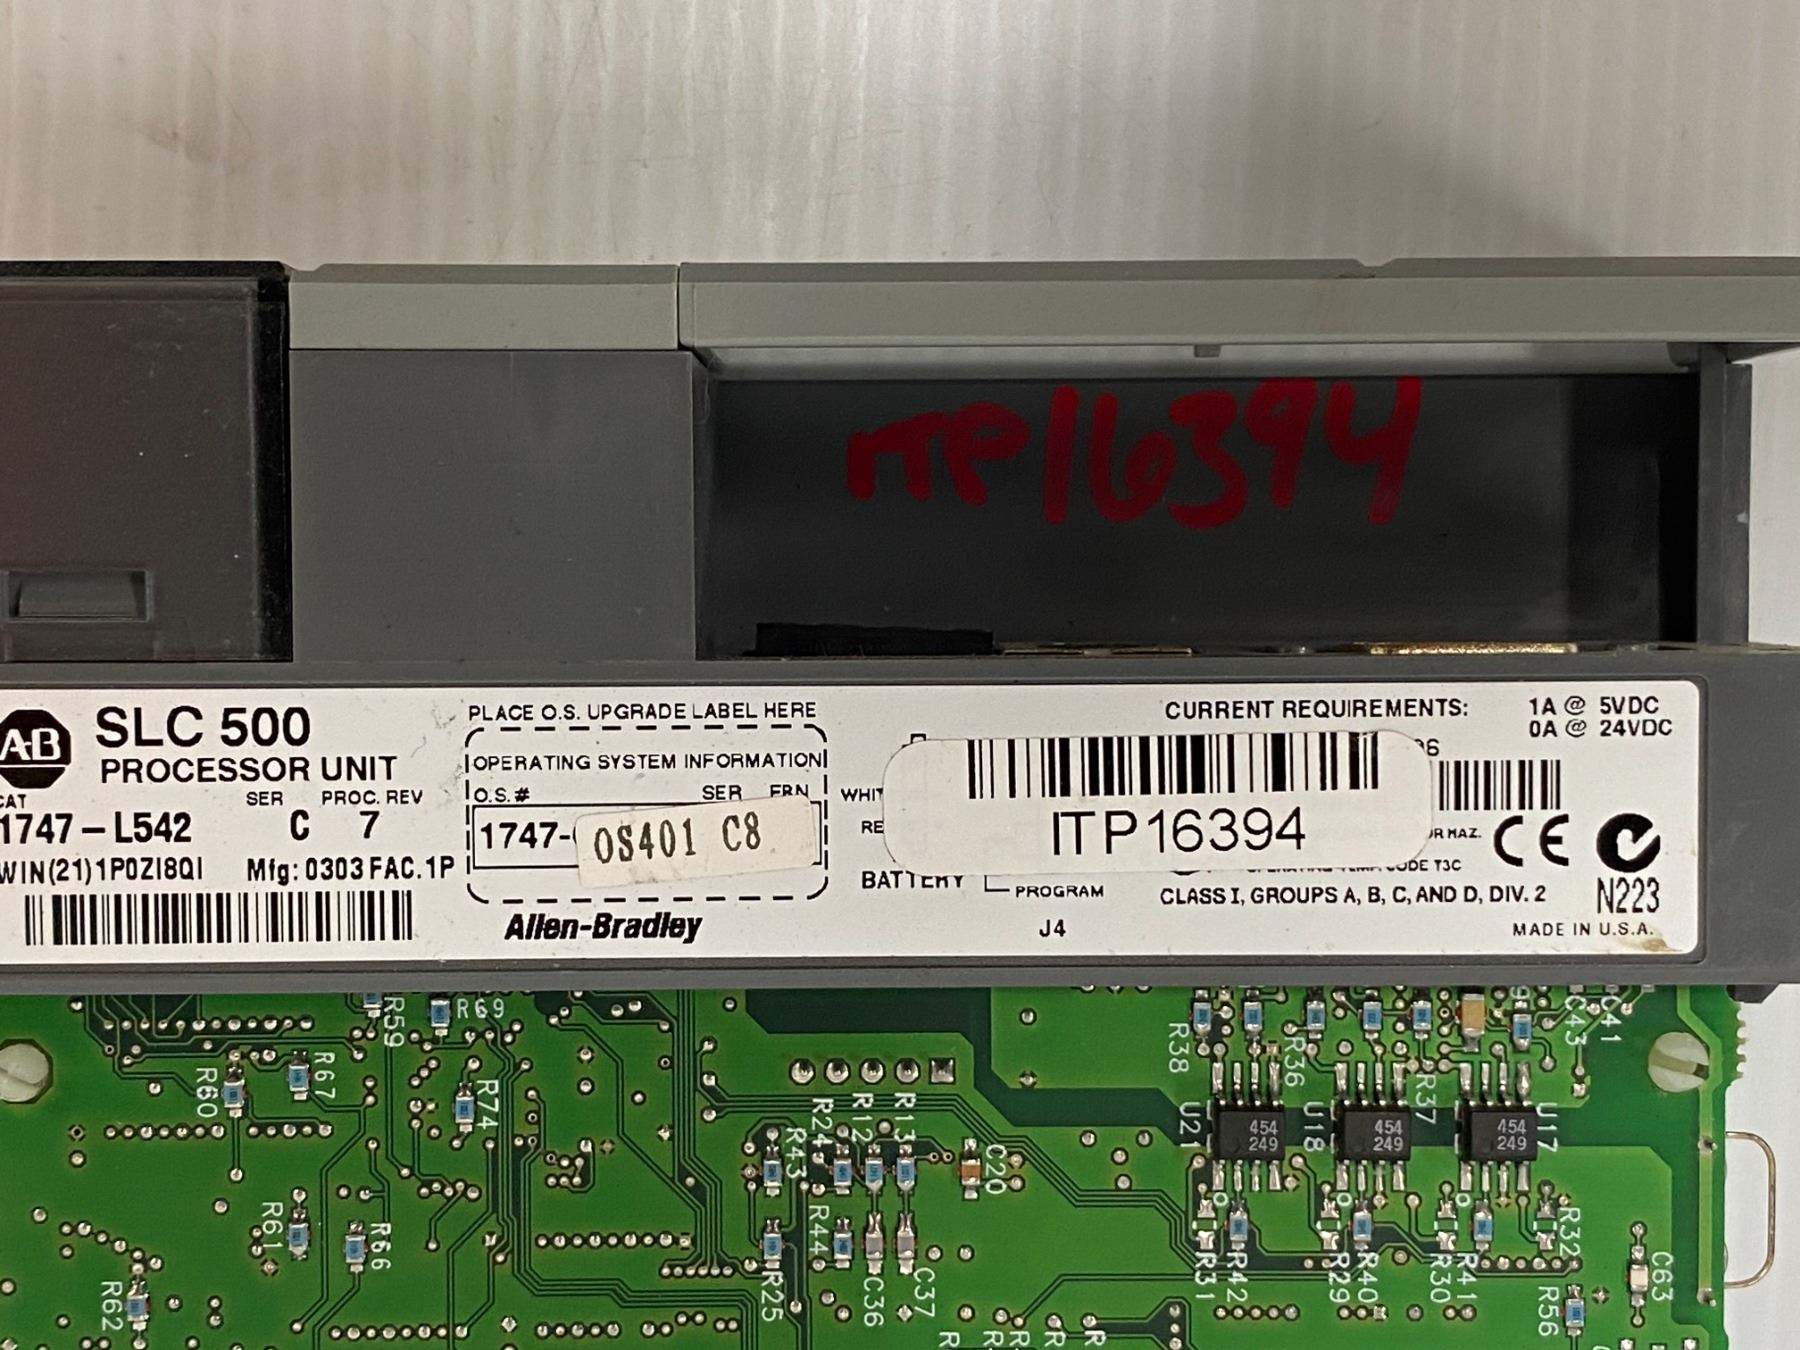 ITP16394
AB
SLC 500
PROCESSOR UNIT
CAT SER PROC. REV
1747-L542 C 7
WIN(21)1P0ZI8QI Mfg: 0303 FAC. 1P
PLACE O.S. UPGRADE LABEL HERE
OPERATING SYSTEM INFORMATION
O.S.# SER FRN
1747- OS401 C8
Allen-Bradley
CURRENT REQUIREMENTS: 1A @ 5VDC
0A @ 24VDC
ITP16394
BATTERY
PROGRAM
J4
CODE T3C
CLASS I, GROUPS A, B, C, AND D, DIV. 2
CE
N223
MADE IN U.S.A.
R59
R69
R38
R36
R37
C43
C41
R60
R67
R74
R24
R12
R13
R43
C20
U21
454
249
U18
454
249
U17
454
249
R61
R66
R44
R25
C36
C37
R31
R42
R29
R40
R30
R41
R32
C63
R62
R56